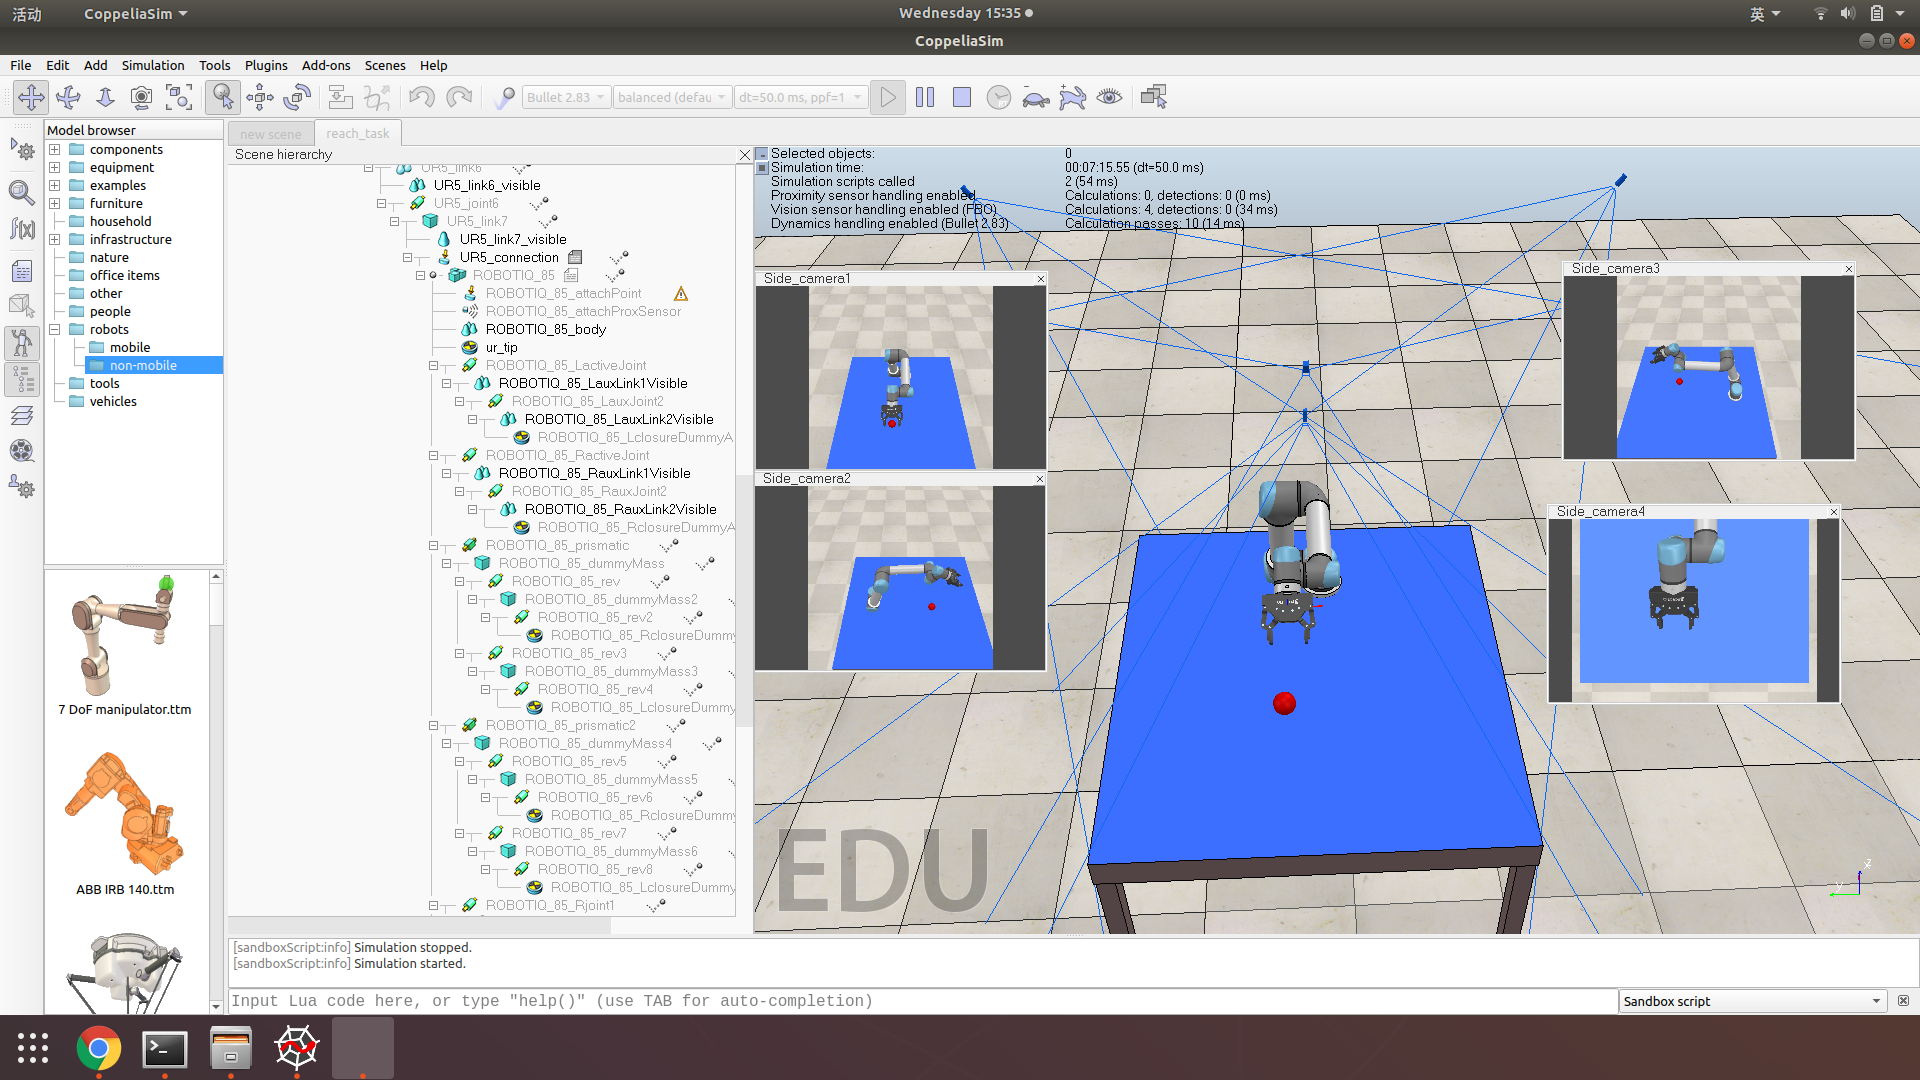 活动
CoppeliaSim
Wednesday 15:35
英
CoppeliaSim
File Edit Add Simulation Tools Plugins Add-ons Scenes Help
Bullet 2.83
balanced (defau
dt=50.0 ms, ppf=1
Model browser
components
equipment
examples
furniture
household
infrastructure
nature
office items
other
people
robots
mobile
non-mobile
tools
vehicles
7 DoF manipulator.ttm
ABB IRB 140.ttm
new scene
reach_task
Scene hierarchy
UR5_link6
UR5_link6_visible
UR5_joint6
UR5_link7
UR5_link7_visible
UR5_connection
ROBOTIQ_85
ROBOTIQ_85_attachPoint
ROBOTIQ_85_attachProxSensor
ROBOTIQ_85_body
ur_tip
ROBOTIQ_85_LactiveJoint
ROBOTIQ_85_LauxLink1Visible
ROBOTIQ_85_LauxJoint2
ROBOTIQ_85_LauxLink2Visible
ROBOTIQ_85_LclosureDummyA
ROBOTIQ_85_RactiveJoint
ROBOTIQ_85_RauxLink1Visible
ROBOTIQ_85_RauxJoint2
ROBOTIQ_85_RauxLink2Visible
ROBOTIQ_85_RclosureDummyA
ROBOTIQ_85_prismatic
ROBOTIQ_85_dummyMass
ROBOTIQ_85_rev
ROBOTIQ_85_dummyMass2
ROBOTIQ_85_rev2
ROBOTIQ_85_RclosureDummy
ROBOTIQ_85_rev3
ROBOTIQ_85_dummyMass3
ROBOTIQ_85_rev4
ROBOTIQ_85_LclosureDummy
ROBOTIQ_85_prismatic2
ROBOTIQ_85_dummyMass4
ROBOTIQ_85_rev5
ROBOTIQ_85_dummyMass5
ROBOTIQ_85_rev6
ROBOTIQ_85_RclosureDummy
ROBOTIQ_85_rev7
ROBOTIQ_85_dummyMass6
ROBOTIQ_85_rev8
ROBOTIQ_85_LclosureDummy
ROBOTIQ_85_Rjoint1
Selected objects: 0
Simulation time: 00:07:15.55 (dt=50.0 ms)
Simulation scripts called 2 (54 ms)
Proximity sensor handling enabled Calculations: 0, detections: 0 (0 ms)
Vision sensor handling enabled (FBO) Calculations: 4, detections: 0 (34 ms)
Dynamics handling enabled (Bullet 2.83) Calculation passes: 10 (14 ms)
Side_camera1
Side_camera2
Side_camera3
Side_camera4
EDU
[sandboxScript:info] Simulation stopped.
[sandboxScript:info] Simulation started.
Input Lua code here, or type "help()" (use TAB for auto-completion)
Sandbox script